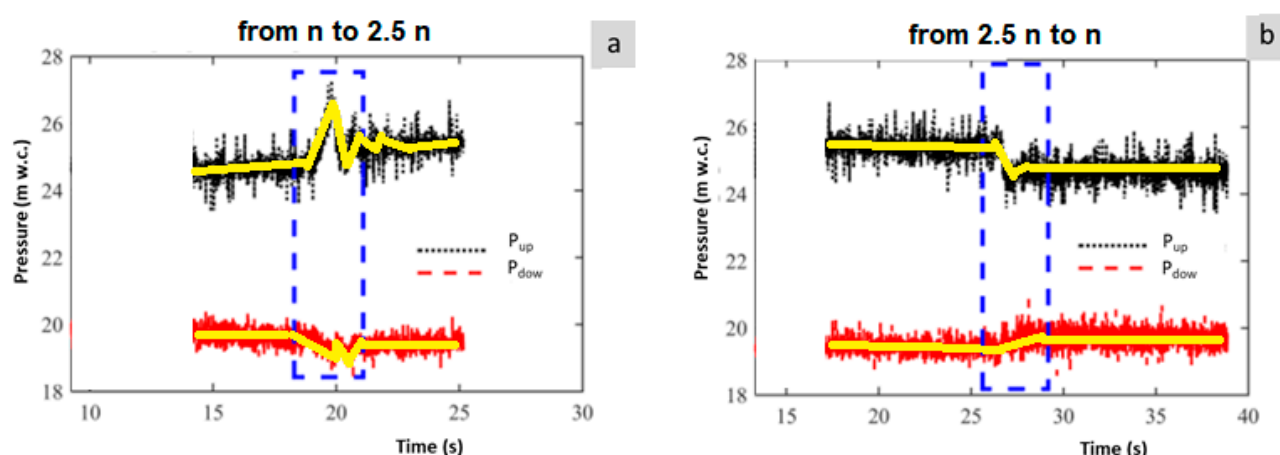 from n to 2.5 n
a
28
26
24
22
20
18
Pressure (m w.c.)
P_up
P_dow
10
15
20
25
30
Time (s)
from 2.5 n to n
b
28
26
24
22
20
18
Pressure (m w.c.)
P_up
P_dow
15
20
25
30
35
40
Time (s)